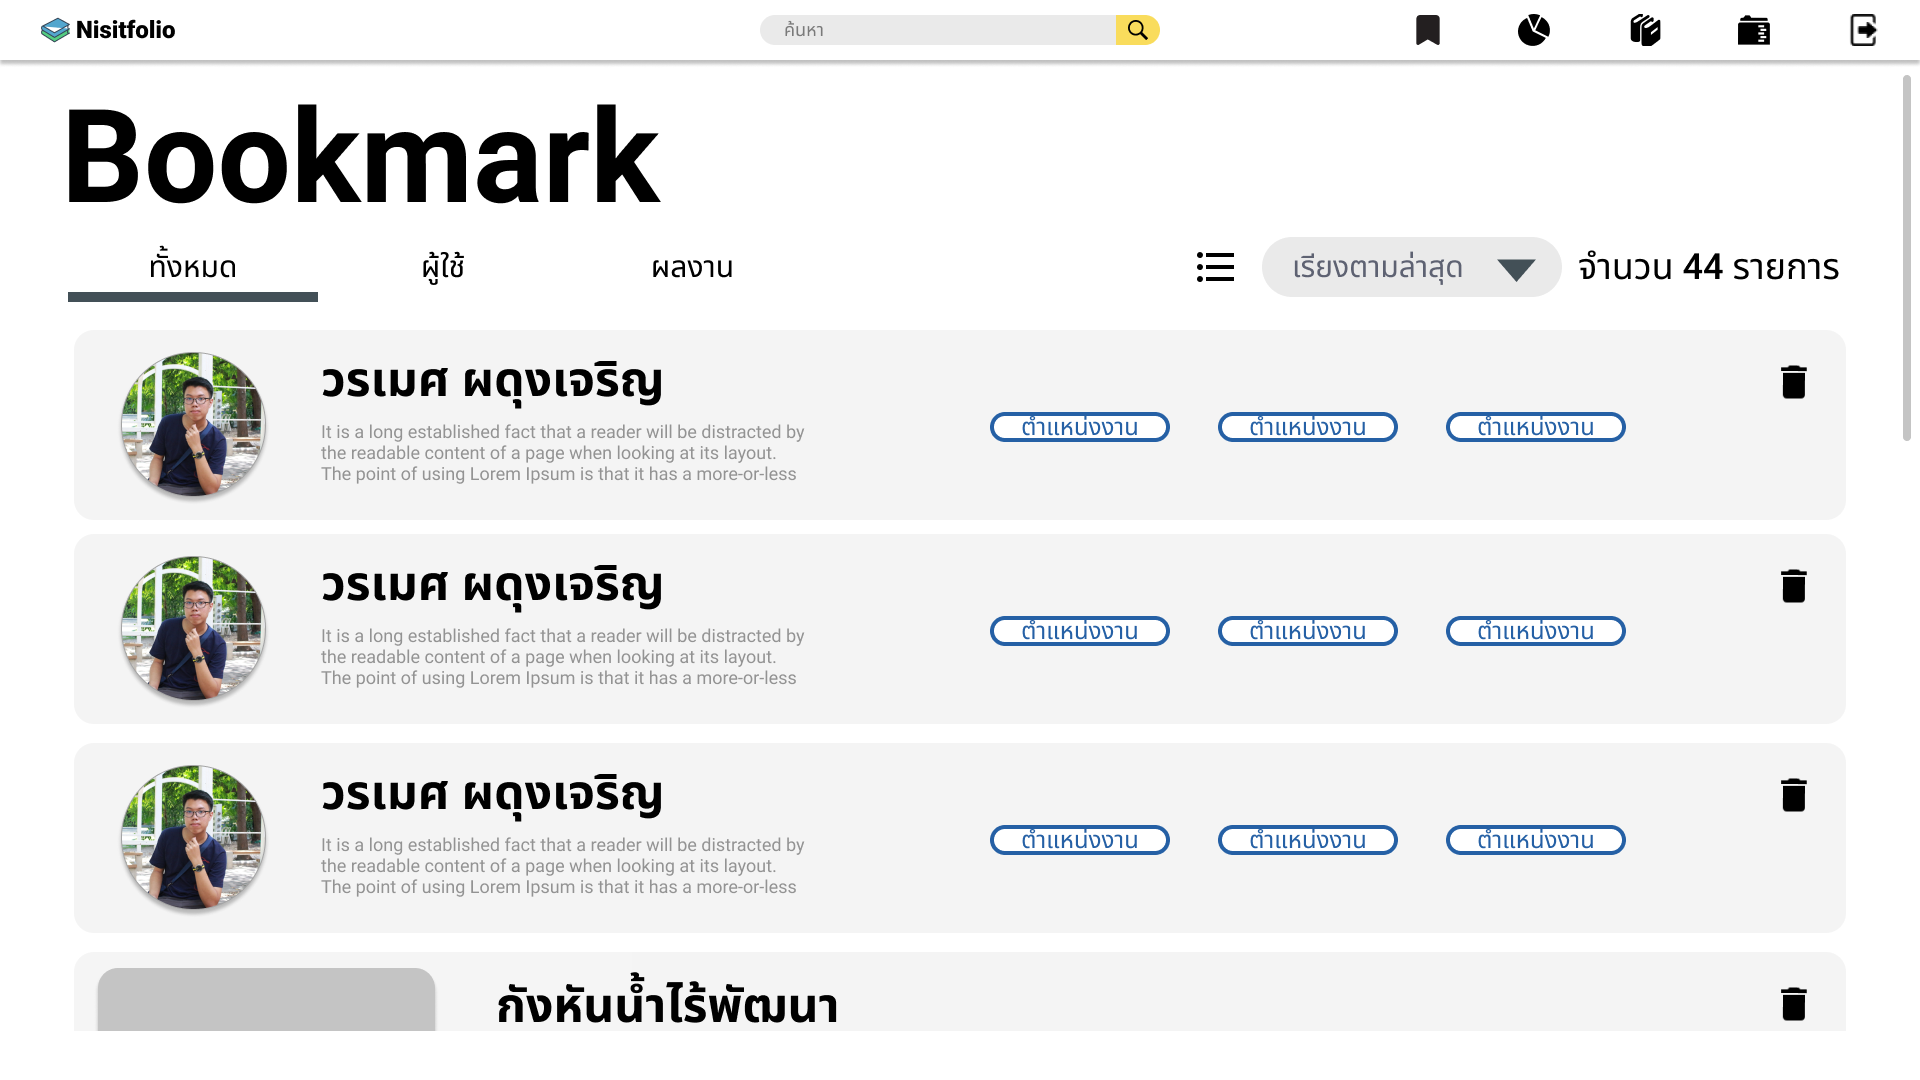 Nisitfolio
ค้นหา
Bookmark
ทั้งหมด
ผู้ใช้
ผลงาน
เรียงตามล่าสุด
จำนวน 44 รายการ
วรเมศ ผดุงเจริญ
It is a long established fact that a reader will be distracted by
the readable content of a page when looking at its layout.
The point of using Lorem Ipsum is that it has a more-or-less
ตำแหน่งงาน
ตำแหน่งงาน
ตำแหน่งงาน
วรเมศ ผดุงเจริญ
It is a long established fact that a reader will be distracted by
the readable content of a page when looking at its layout.
The point of using Lorem Ipsum is that it has a more-or-less
ตำแหน่งงาน
ตำแหน่งงาน
ตำแหน่งงาน
วรเมศ ผดุงเจริญ
It is a long established fact that a reader will be distracted by
the readable content of a page when looking at its layout.
The point of using Lorem Ipsum is that it has a more-or-less
ตำแหน่งงาน
ตำแหน่งงาน
ตำแหน่งงาน
กังหันน้ำไร้พัฒนา